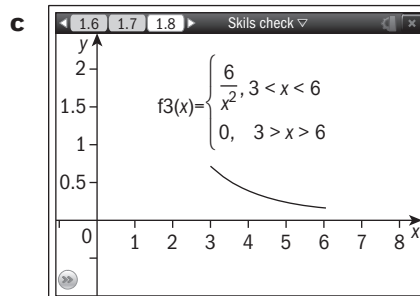 c
1.6 1.7 1.8 Skils check
y
2
1.5
1
0.5
f3(x)= { 6/x², 3 < x < 6
0, 3 > x > 6
0 1 2 3 4 5 6 7 8 x